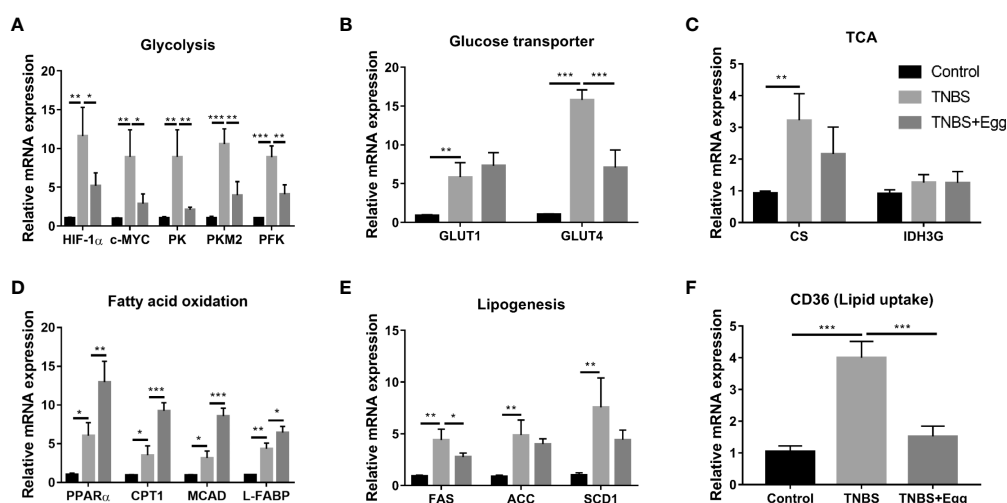 A
Glycolysis
Relative mRNA expression
20
15
10
5
0
** * ** * ** ** *** ** *** **
HIF-1α c-MYC PK PKM2 PFK
B
Glucose transporter
Relative mRNA expression
20
15
10
5
0
** *** ***
GLUT1 GLUT4
C
TCA
Relative mRNA expression
5
4
3
2
1
0
**
CS IDH3G
Control
TNBS
TNBS+Egg
D
Fatty acid oxidation
Relative mRNA expression
20
15
10
5
0
* ** * *** * *** ** *
PPARα CPT1 MCAD L-FABP
E
Lipogenesis
Relative mRNA expression
15
10
5
0
** * ** **
FAS ACC SCD1
F
CD36 (Lipid uptake)
Relative mRNA expression
5
4
3
2
1
0
*** ***
Control TNBS TNBS+Egg